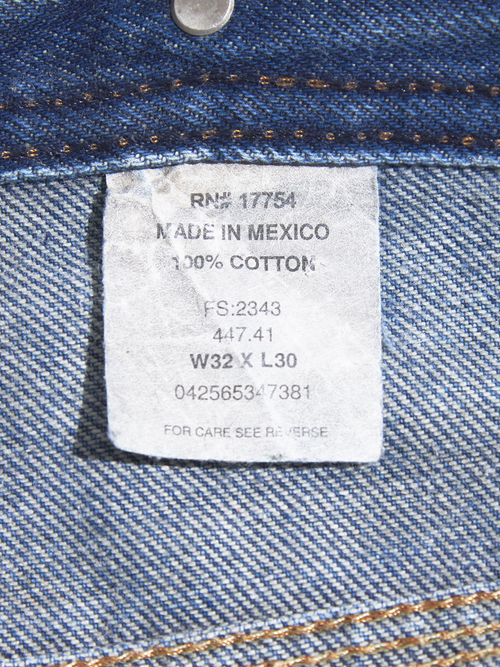 RN# 17754
MADE IN MEXICO
100% COTTON
FS:2343
447.41
W32 X L30
042565347381
FOR CARE SEE REVERSE